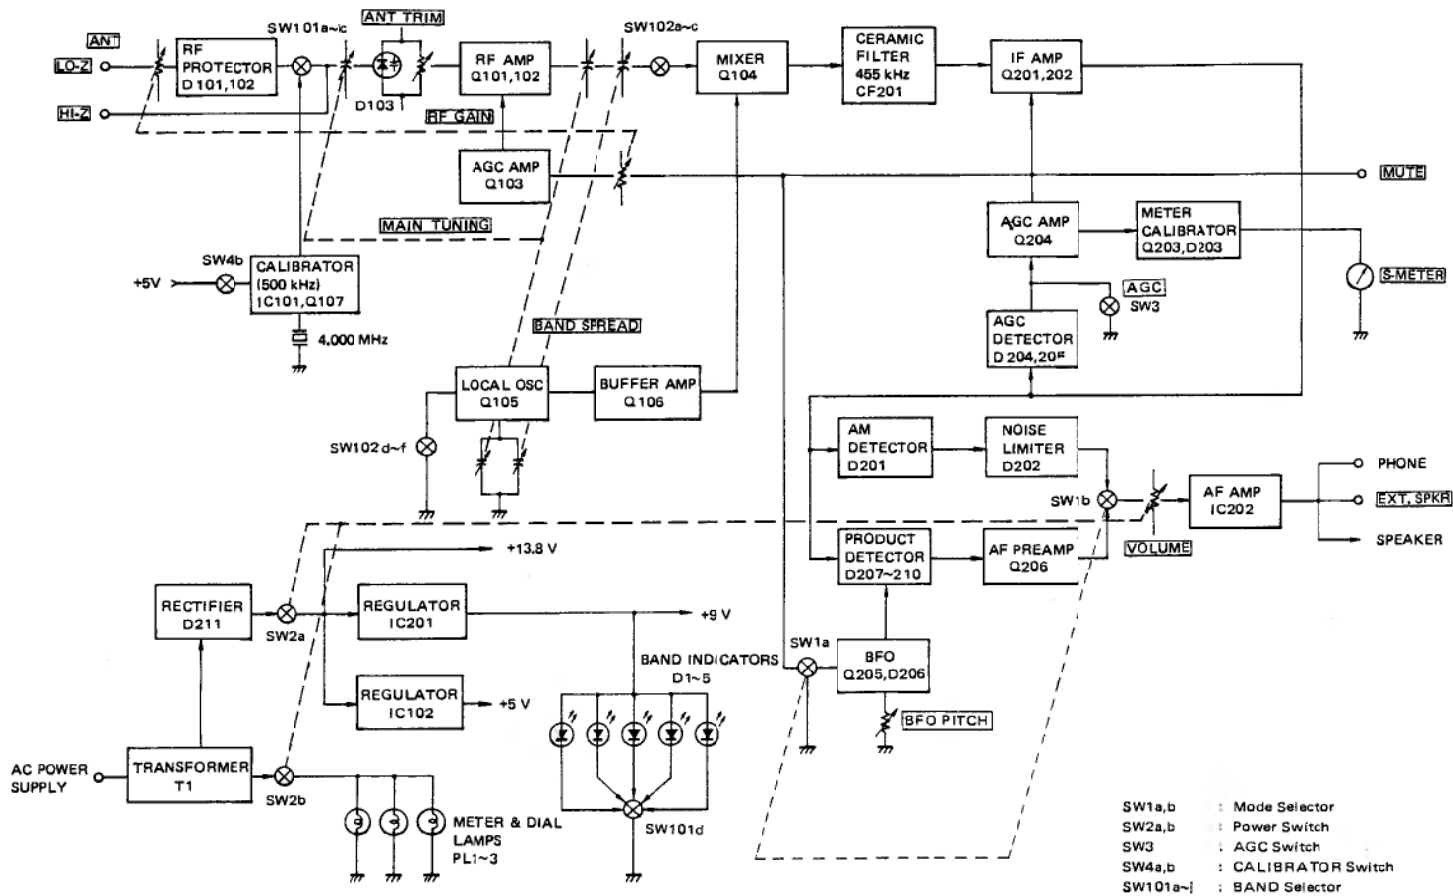 ANT
LO-Z
HI-Z
RF
PROTECTOR
D101,102
SW101a~ic
ANT TRIM
D103
RF AMP
Q101,102
RF GAIN
AGC AMP
Q103
MAIN TUNING
SW102a~c
MIXER
Q104
CERAMIC
FILTER
455 kHz
CF201
IF AMP
Q201,202
MUTE
AGC AMP
Q204
METER
CALIBRATOR
Q203,D203
S-METER
AGC
SW3
AGC
DETECTOR
SW4b
+5V
CALIBRATOR
(500 kHz)
IC101,Q107
4.000 MHz
BAND SPREAD
LOCAL OSC
Q105
BUFFER AMP
Q106
SW102d~f
AM
DETECTOR
D201
NOISE
LIMITER
D202
SW1b
AF AMP
IC202
PHONE
EXT. SPKR
SPEAKER
VOLUME
PRODUCT
DETECTOR
D207~210
AF PREAMP
Q206
SW1a
BFO
Q205,D206
BFO PITCH
+13.8 V
RECTIFIER
D211
SW2a
REGULATOR
IC201
+9 V
REGULATOR
IC102
+5 V
BAND INDICATORS
D1~5
SW101d
AC POWER
SUPPLY
TRANSFORMER
T1
SW2b
METER & DIAL
LAMPS
PL1~3
SW1a,b : Mode Selector
SW2a,b : Power Switch
SW3 : AGC Switch
SW4a,b : CALIBRATOR Switch
: BAND Selector